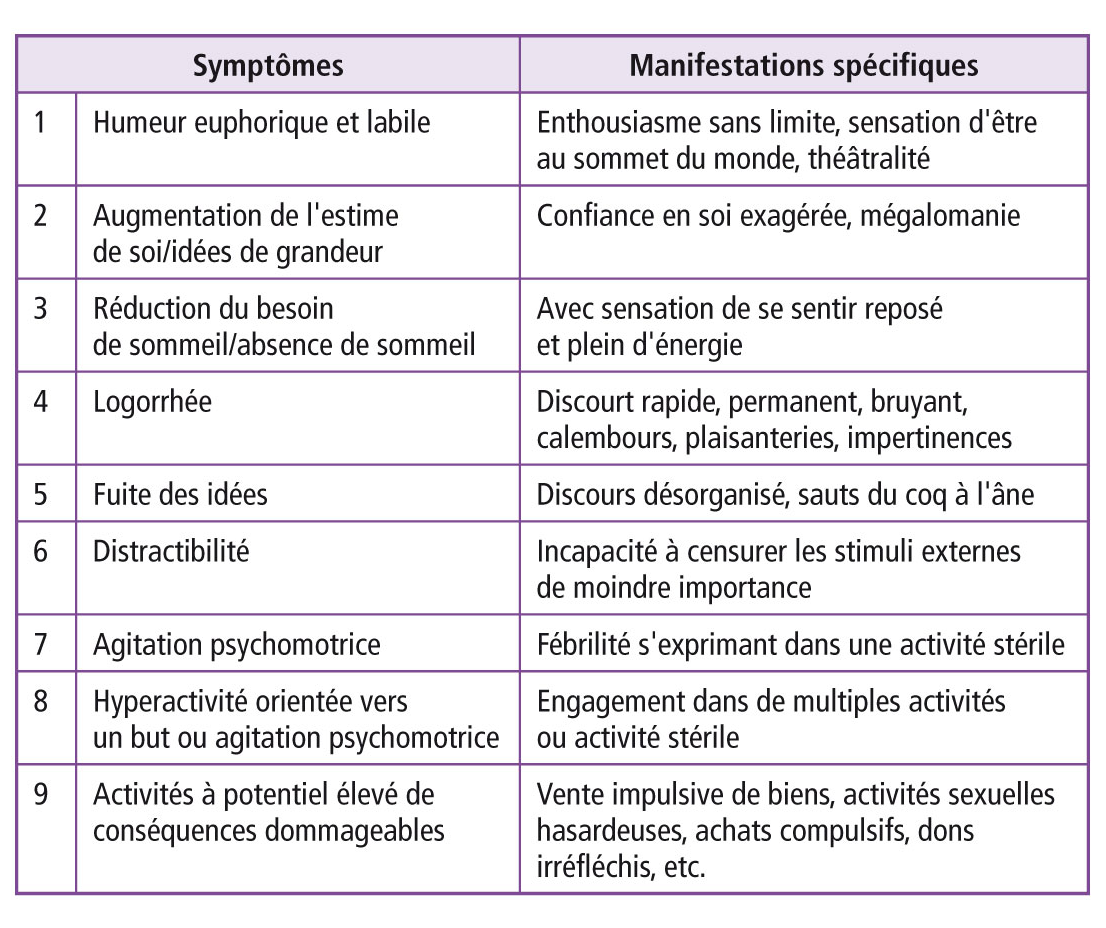 Symptômes Manifestations spécifiques
1 Humeur euphorique et labile Enthousiasme sans limite, sensation d'être
au sommet du monde, théâtralité
2 Augmentation de l'estime Confiance en soi exagérée, mégalomanie
de soi/idées de grandeur
3 Réduction du besoin Avec sensation de se sentir reposé
de sommeil/absence de sommeil et plein d'énergie
4 Logorrhée Discourt rapide, permanent, bruyant,
calembours, plaisanteries, impertinences
5 Fuite des idées Discours désorganisé, sauts du coq à l'âne
6 Distractibilité Incapacité à censurer les stimuli externes
de moindre importance
7 Agitation psychomotrice Fébrilité s'exprimant dans une activité stérile
8 Hyperactivité orientée vers Engagement dans de multiples activités
un but ou agitation psychomotrice ou activité stérile
9 Activités à potentiel élevé de Vente impulsive de biens, activités sexuelles
conséquences dommageables hasardeuses, achats compulsifs, dons
irréfléchis, etc.